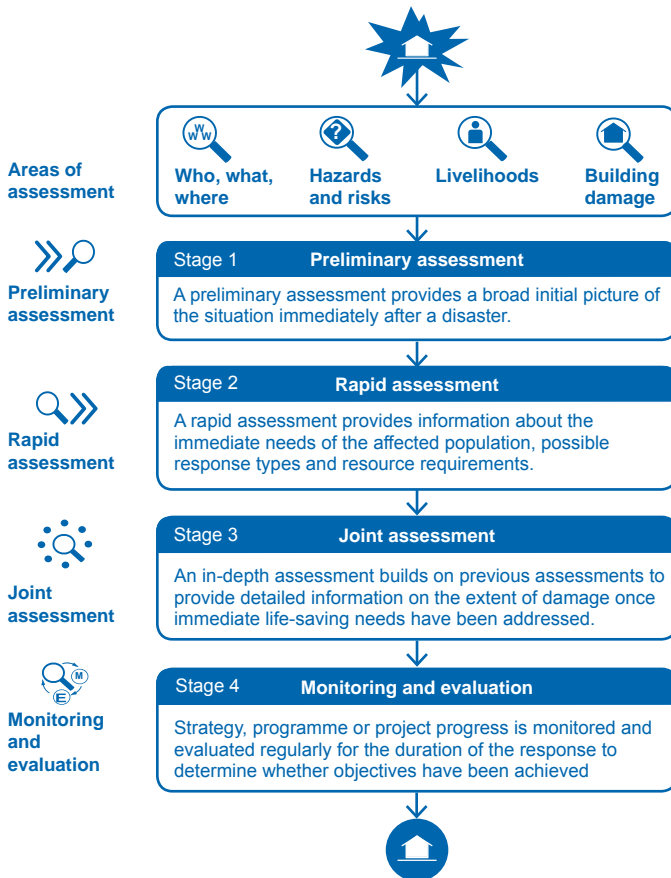 Areas of
assessment
W
W W
?
Who, what,
where
Hazards
and risks
Livelihoods
Building
damage
Preliminary
assessment
Stage 1 Preliminary assessment
A preliminary assessment provides a broad initial picture of
the situation immediately after a disaster.
Rapid
assessment
Stage 2 Rapid assessment
A rapid assessment provides information about the
immediate needs of the affected population, possible
response types and resource requirements.
Joint
assessment
Stage 3 Joint assessment
An in-depth assessment builds on previous assessments to
provide detailed information on the extent of damage once
immediate life-saving needs have been addressed.
M
E
Monitoring
and
evaluation
Stage 4 Monitoring and evaluation
Strategy, programme or project progress is monitored and
evaluated regularly for the duration of the response to
determine whether objectives have been achieved